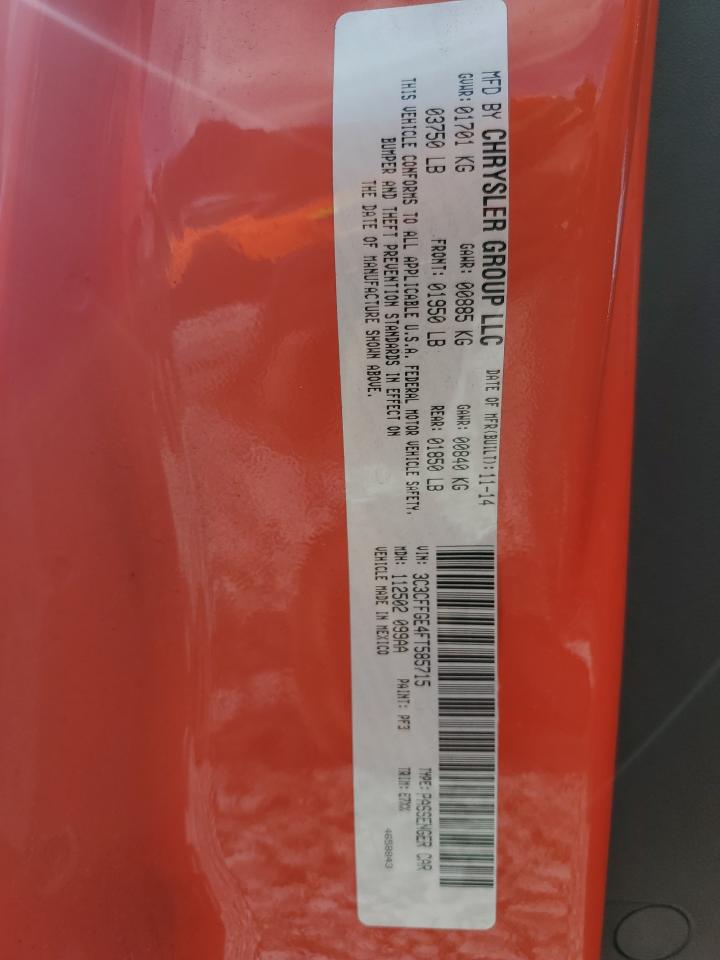 MFD BY CHRYSLER GROUP LLC DATE OF MFR(BUILT): 11-14
GVWR: 01701 KG GAWR: 00885 KG GAWR: 00840 KG
03750 LB FRONT: 01950 LB REAR: 01850 LB
THIS VEHICLE CONFORMS TO ALL APPLICABLE U.S.A. FEDERAL MOTOR VEHICLE SAFETY,
BUMPER AND THEFT PREVENTION STANDARDS IN EFFECT ON
THE DATE OF MANUFACTURE SHOWN ABOVE.
VIN: 3C3CFFGE4FT585715 TYPE: PASSENGER CAR
MDH: 112502 099AA PAINT: PF3 TRIM: E7XX
VEHICLE MADE IN MEXICO
4658843